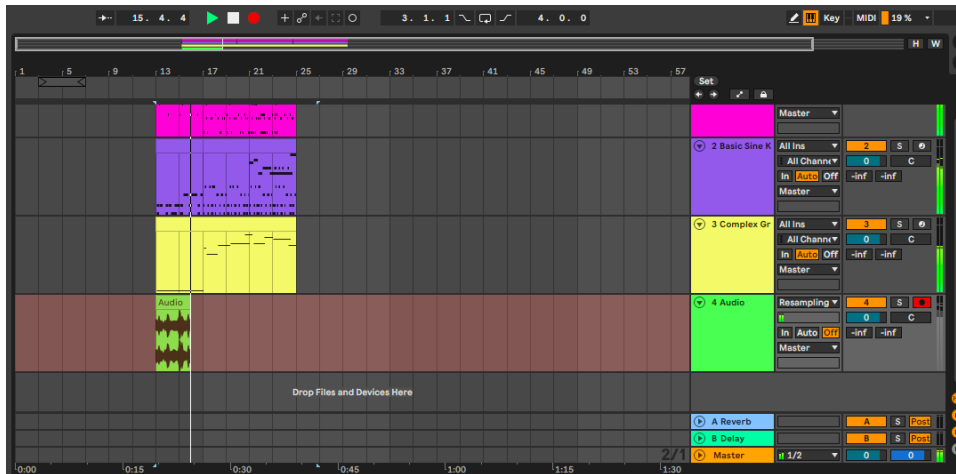 15. 4. 4 3. 1. 1 4. 0. 0 Key MIDI 19 %
H W
1 5 9 13 17 21 25 29 33 37 41 45 49 53 57
Set
Master
2 Basic Sine K All Ins 2 S
All Channe 0 C
In Auto Off -inf -inf
Master
3 Complex Gr All Ins 3 S
All Channe 0 C
In Auto Off -inf -inf
Master
Audio
4 Audio Resampling 4 S
0 C
In Auto Off -inf -inf
Master
Drop Files and Devices Here
A Reverb A S Post
B Delay B S Post
2/1 Master 1/2 0 0
0:00 0:15 0:30 0:45 1:00 1:15 1:30